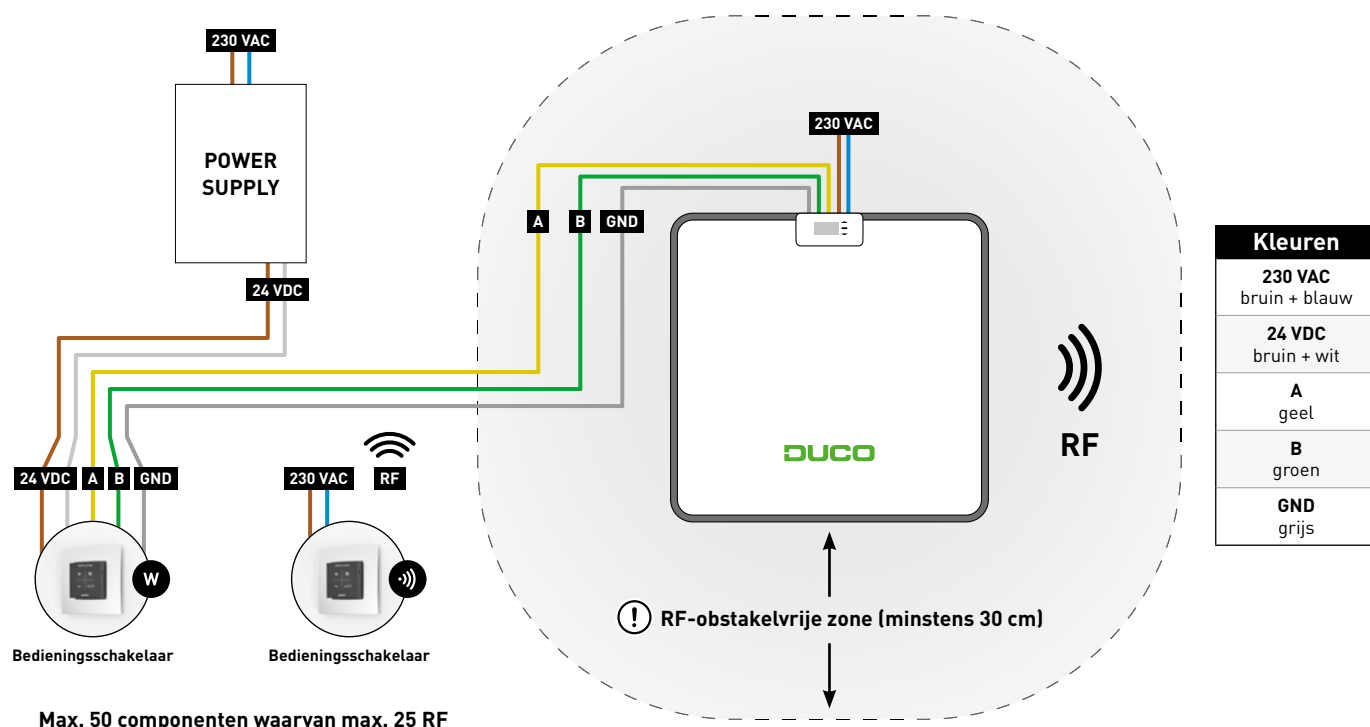 230 VAC
POWER
SUPPLY
24 VDC
24 VDC A B GND
Bedieningsschakelaar
W
230 VAC RF
Bedieningsschakelaar
Max. 50 componenten waarvan max. 25 RF
230 VAC
A B GND
DUCO
RF
RF-obstakelvrije zone (minstens 30 cm)
Kleuren
230 VAC
bruin + blauw
24 VDC
bruin + wit
A
geel
B
groen
GND
grijs